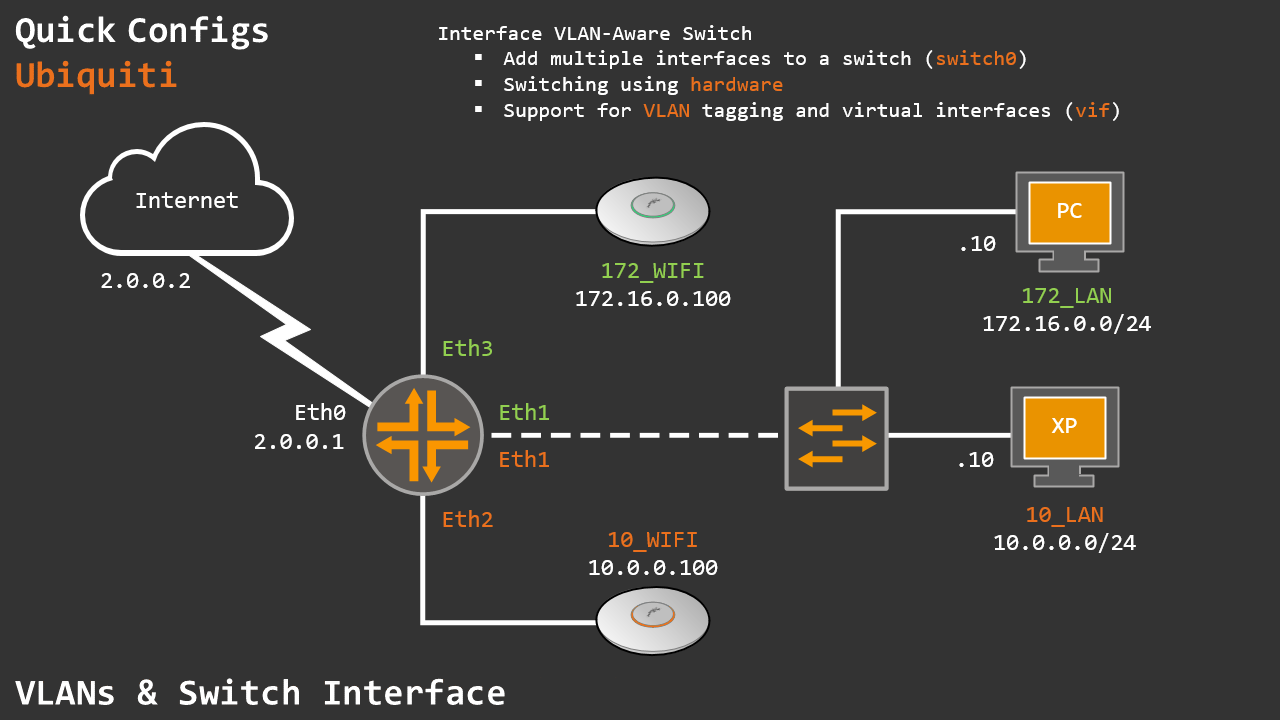 Quick Configs
Ubiquiti
Interface VLAN-Aware Switch
▪ Add multiple interfaces to a switch (switch0)
▪ Switching using hardware
▪ Support for VLAN tagging and virtual interfaces (vif)
Internet
2.0.0.2
172_WIFI
172.16.0.100
PC
.10
172_LAN
172.16.0.0/24
Eth3
Eth0
2.0.0.1
Eth1
Eth1
Eth2
XP
.10
10_LAN
10.0.0.0/24
10_WIFI
10.0.0.100
VLANs & Switch Interface